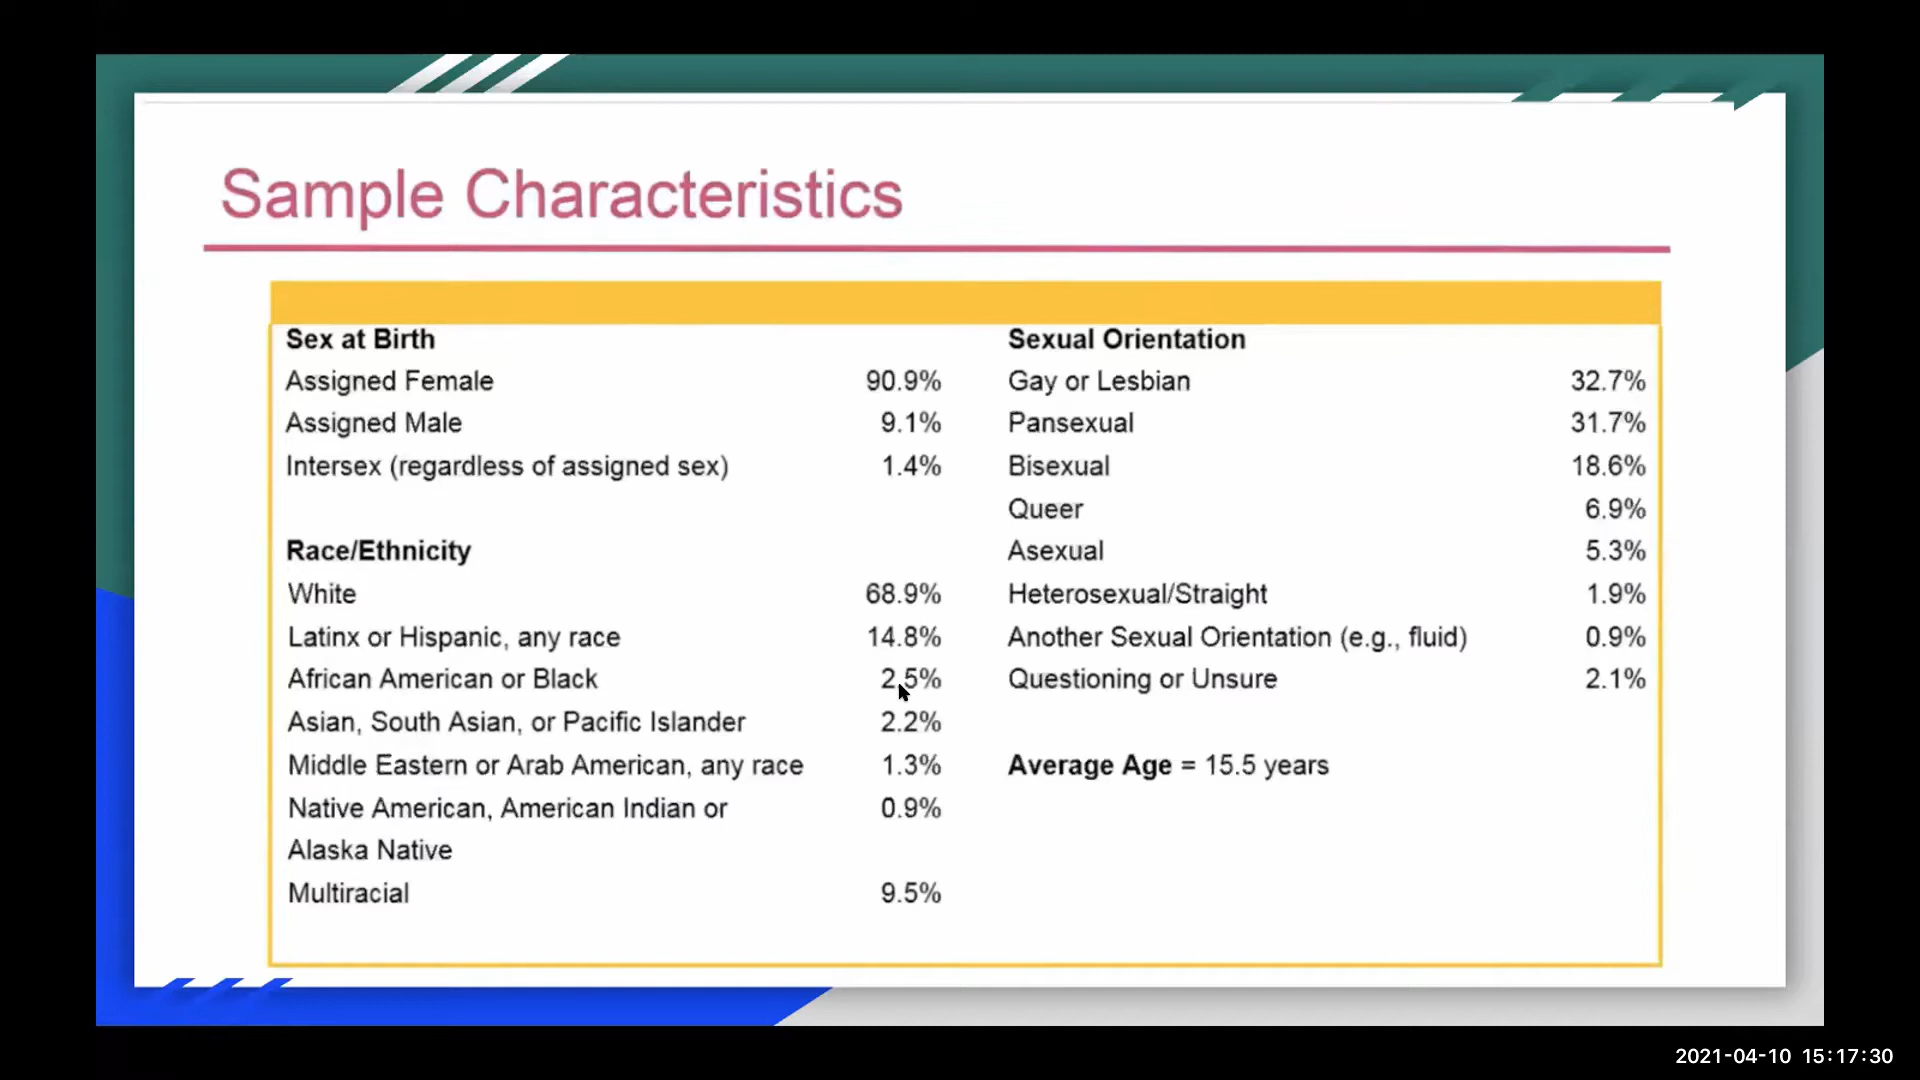 Sample Characteristics
Sex at Birth
Assigned Female 90.9%
Assigned Male 9.1%
Intersex (regardless of assigned sex) 1.4%
Race/Ethnicity
White 68.9%
Latinx or Hispanic, any race 14.8%
African American or Black 2.5%
Asian, South Asian, or Pacific Islander 2.2%
Middle Eastern or Arab American, any race 1.3%
Native American, American Indian or 0.9%
Alaska Native
Multiracial 9.5%
Sexual Orientation
Gay or Lesbian 32.7%
Pansexual 31.7%
Bisexual 18.6%
Queer 6.9%
Asexual 5.3%
Heterosexual/Straight 1.9%
Another Sexual Orientation (e.g., fluid) 0.9%
Questioning or Unsure 2.1%
Average Age = 15.5 years
2021-04-10 15:17:30